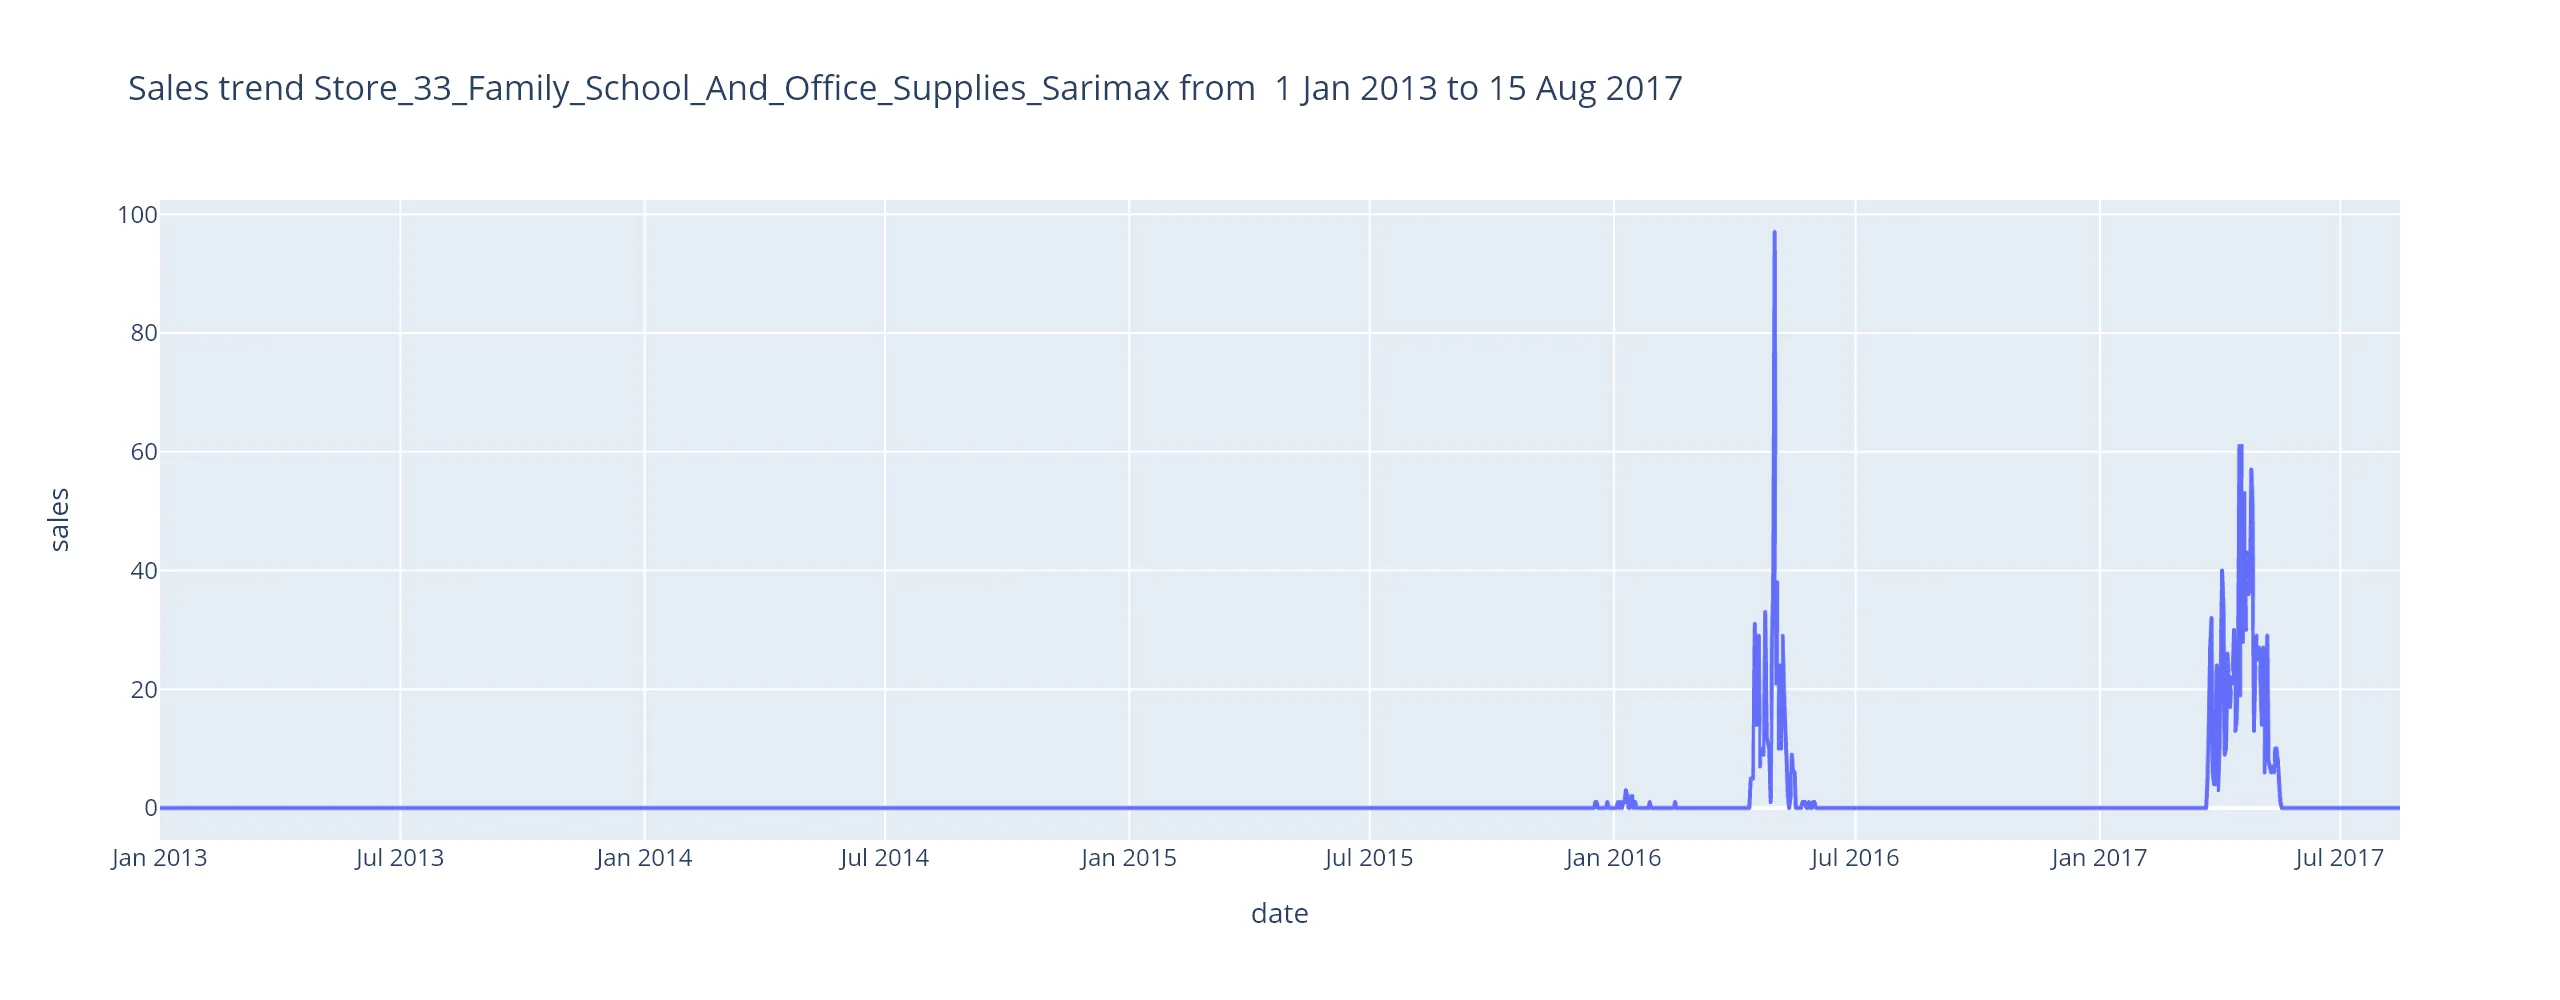 Sales trend Store_33_Family_School_And_Office_Supplies_Sarimax from  1 Jan 2013 to 15 Aug 2017
100
80
60
40
20
0
sales
Jan 2013
Jul 2013
Jan 2014
Jul 2014
Jan 2015
Jul 2015
Jan 2016
Jul 2016
Jan 2017
Jul 2017
date